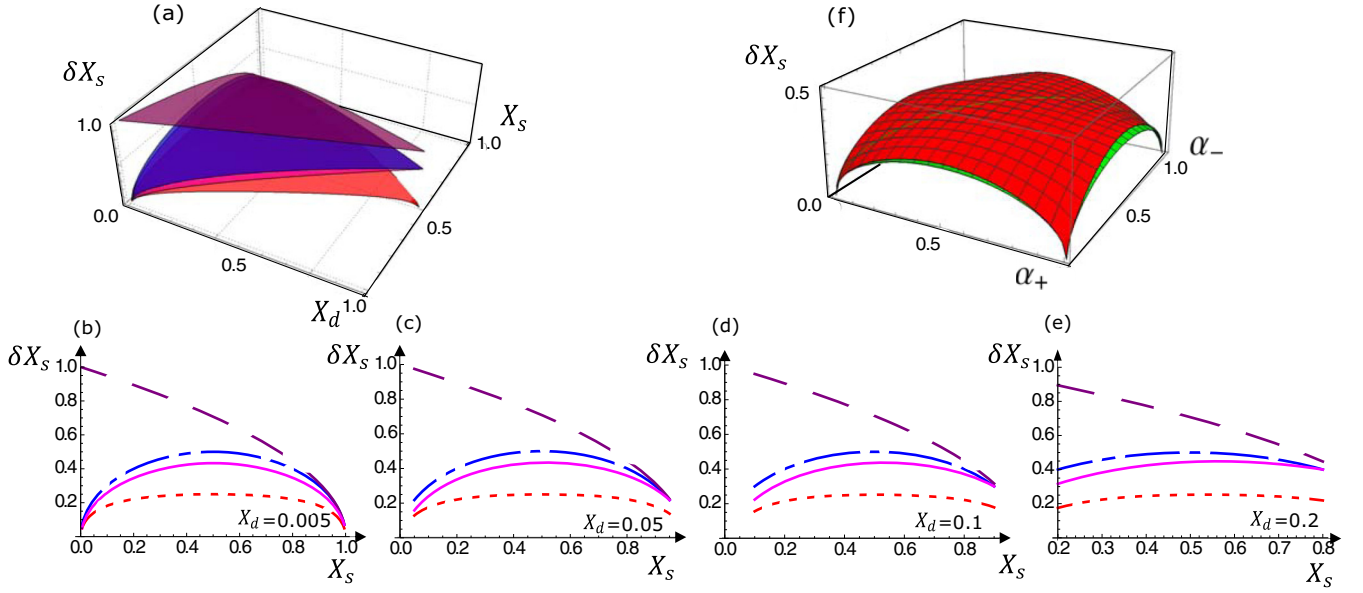 (a)
δX_s
1.0
0.0
0.5
X_d
1.0
0.5
1.0
X_s
(f)
δX_s
0.5
0.0
0.5
α_+
0.5
1.0
α_−
(b)
δX_s
1.0
0.8
0.6
0.4
0.2
0.0 0.2 0.4 0.6 0.8 1.0
X_d=0.005
X_s
(c)
δX_s
1.0
0.8
0.6
0.4
0.2
0.0 0.2 0.4 0.6 0.8
X_d=0.05
X_s
(d)
δX_s
1.0
0.8
0.6
0.4
0.2
0.0 0.2 0.4 0.6 0.8
X_d=0.1
X_s
(e)
δX_s
1.0
0.8
0.6
0.4
0.2
0.2 0.3 0.4 0.5 0.6 0.7 0.8
X_d=0.2
X_s